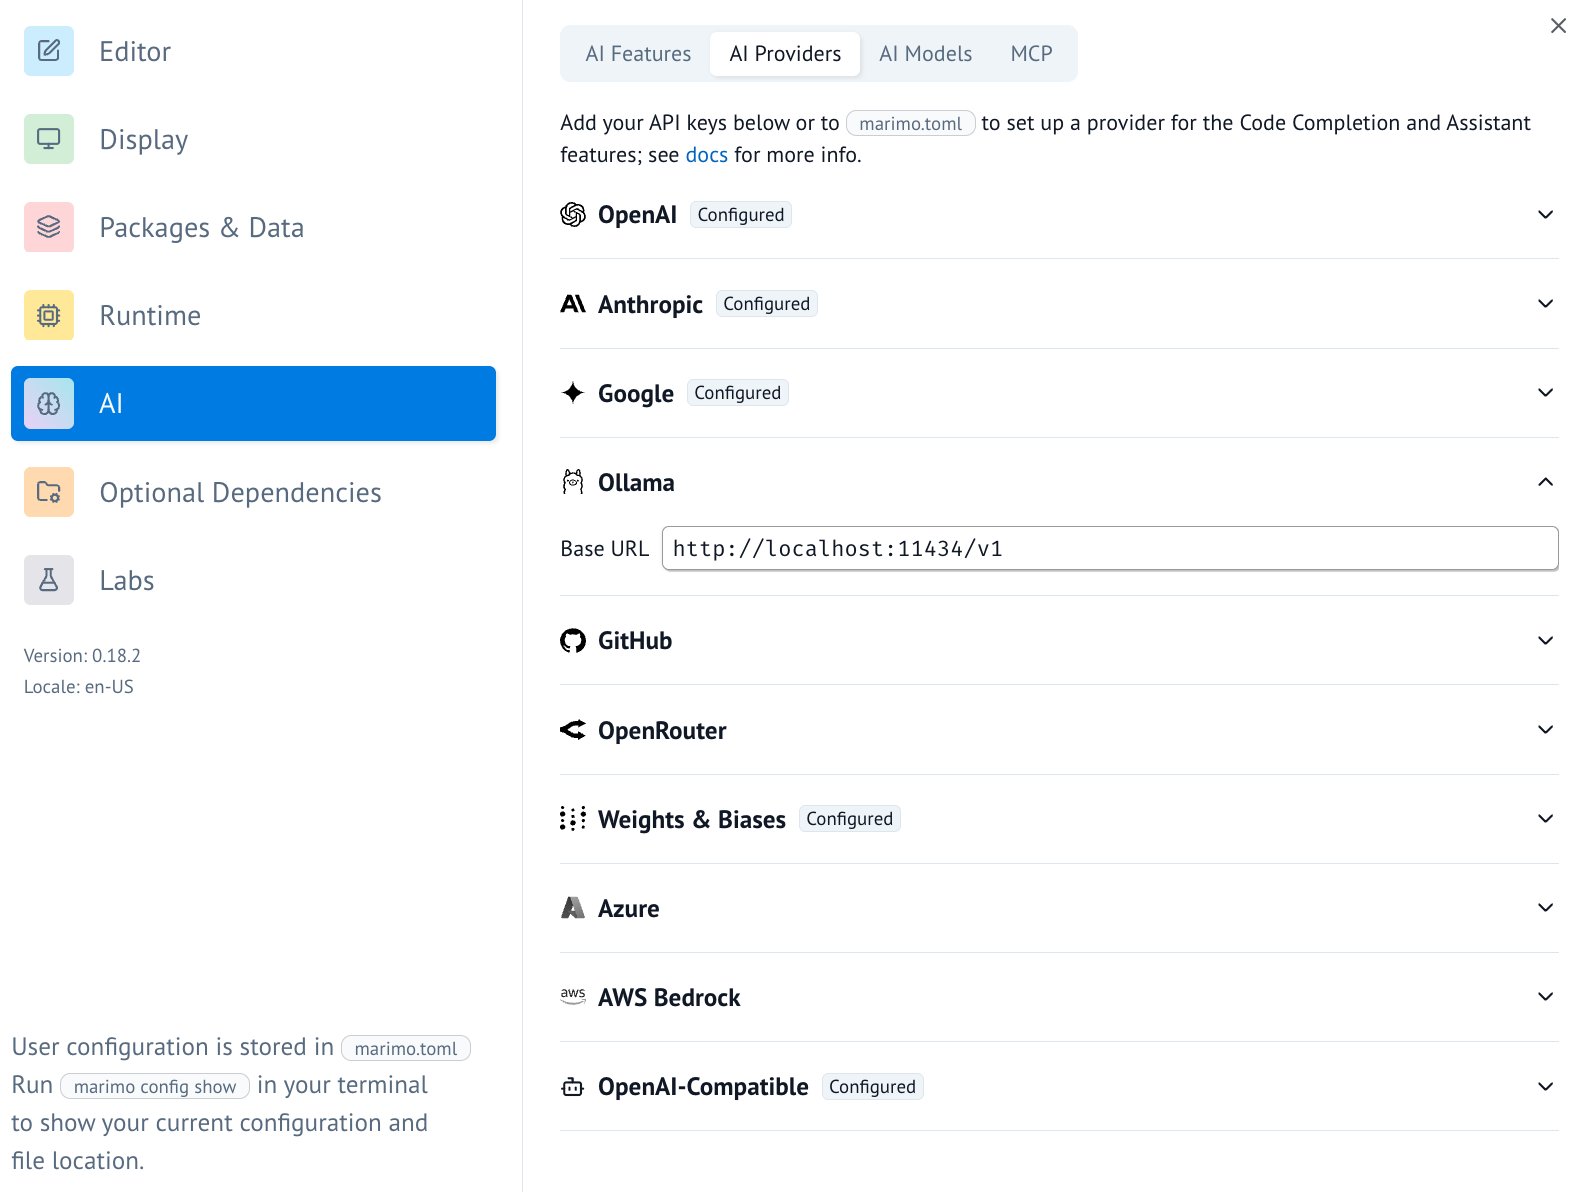 Editor
Display
Packages & Data
Runtime
AI
Optional Dependencies
Labs
Version: 0.18.2
Locale: en-US
User configuration is stored in marimo.toml
Run marimo config show in your terminal
to show your current configuration and
file location.
AI Features AI Providers AI Models MCP
Add your API keys below or to marimo.toml to set up a provider for the Code Completion and Assistant
features; see docs for more info.
OpenAI Configured
Anthropic Configured
Google Configured
Ollama
Base URL http://localhost:11434/v1
GitHub
OpenRouter
Weights & Biases Configured
Azure
aws AWS Bedrock
OpenAI-Compatible Configured